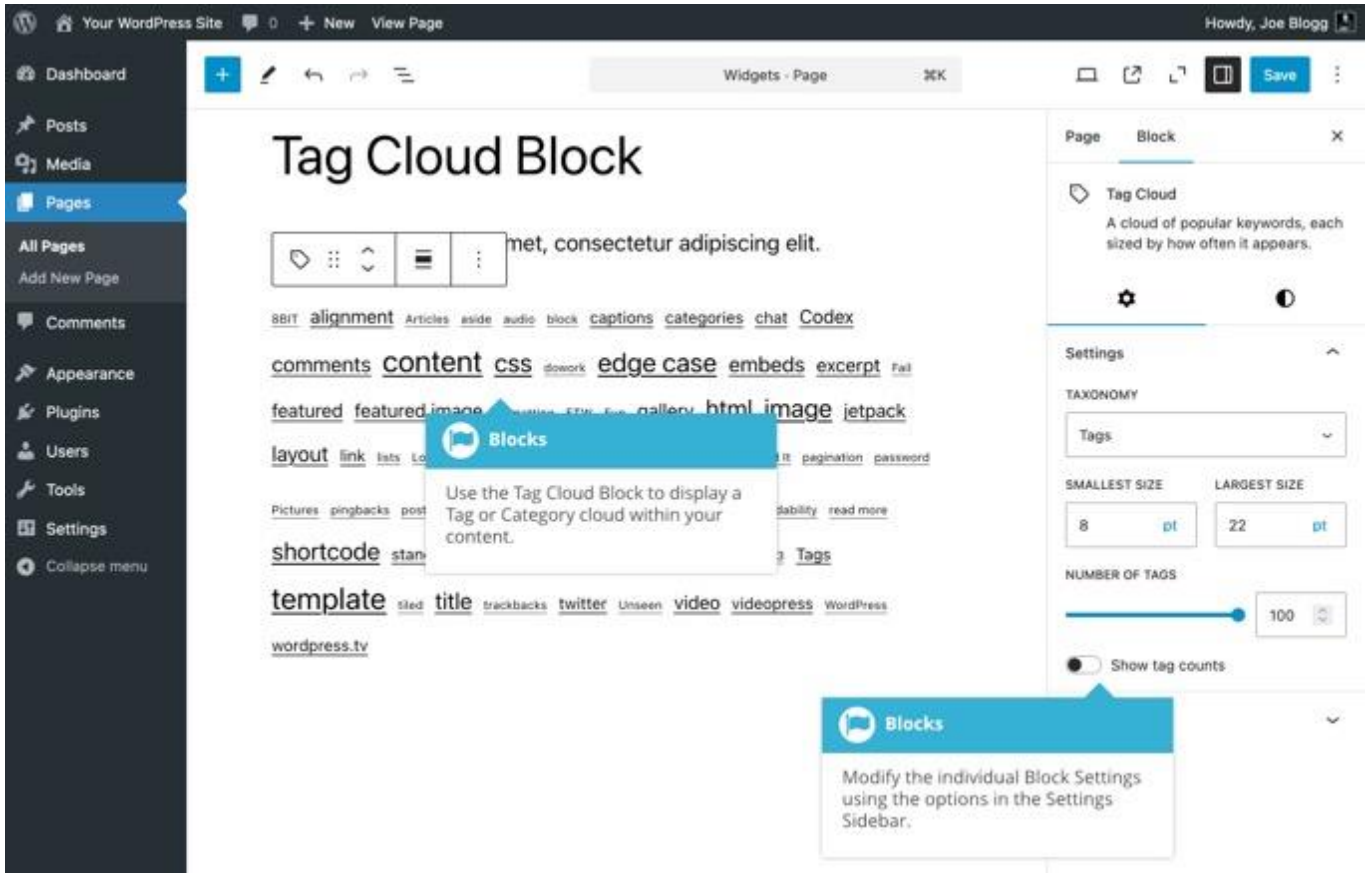 Your WordPress Site 0 + New View Page Howdy, Joe Blogg
Dashboard
Posts
Media
Pages
All Pages
Add New Page
Comments
Appearance
Plugins
Users
Tools
Settings
Collapse menu
Widgets · Page ⌘K
Save
Tag Cloud Block
met, consectetur adipiscing elit.
8BIT alignment Articles aside audio block captions categories chat Codex
comments content css dowork edge case embeds excerpt Fail
featured featured image FTW Fun gallery html image jetpack
layout link lists Lo it pagination password
Pictures pingbacks post dability read more
shortcode stan Tags
template tiled title trackbacks twitter Unseen video videopress WordPress
wordpress.tv
Blocks
Use the Tag Cloud Block to display a
Tag or Category cloud within your
content.
Page Block
Tag Cloud
A cloud of popular keywords, each
sized by how often it appears.
Settings
TAXONOMY
Tags
SMALLEST SIZE LARGEST SIZE
8 pt 22 pt
NUMBER OF TAGS
100
Show tag counts
Blocks
Modify the individual Block Settings
using the options in the Settings
Sidebar.